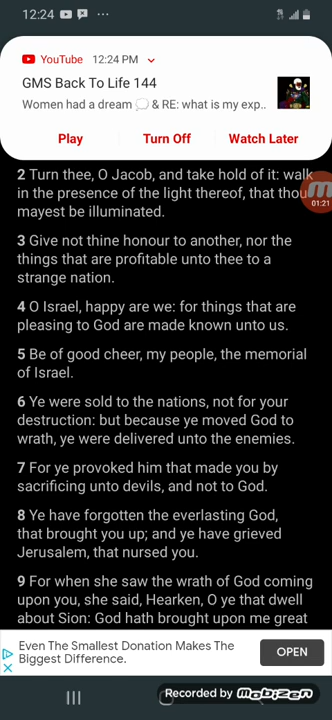 12:24
YouTube 12:24 PM
GMS Back To Life 144
Women had a dream 💭 & RE: what is my exp..
Play Turn Off Watch Later
2 Turn thee, O Jacob, and take hold of it: walk
in the presence of the light thereof, that thou
mayest be illuminated.
01:21
3 Give not thine honour to another, nor the
things that are profitable unto thee to a
strange nation.
4 O Israel, happy are we: for things that are
pleasing to God are made known unto us.
5 Be of good cheer, my people, the memorial
of Israel.
6 Ye were sold to the nations, not for your
destruction: but because ye moved God to
wrath, ye were delivered unto the enemies.
7 For ye provoked him that made you by
sacrificing unto devils, and not to God.
8 Ye have forgotten the everlasting God,
that brought you up; and ye have grieved
Jerusalem, that nursed you.
9 For when she saw the wrath of God coming
upon you, she said, Hearken, O ye that dwell
about Sion: God hath brought upon me great
Even The Smallest Donation Makes The
Biggest Difference.
OPEN
Recorded by MOBIZEN